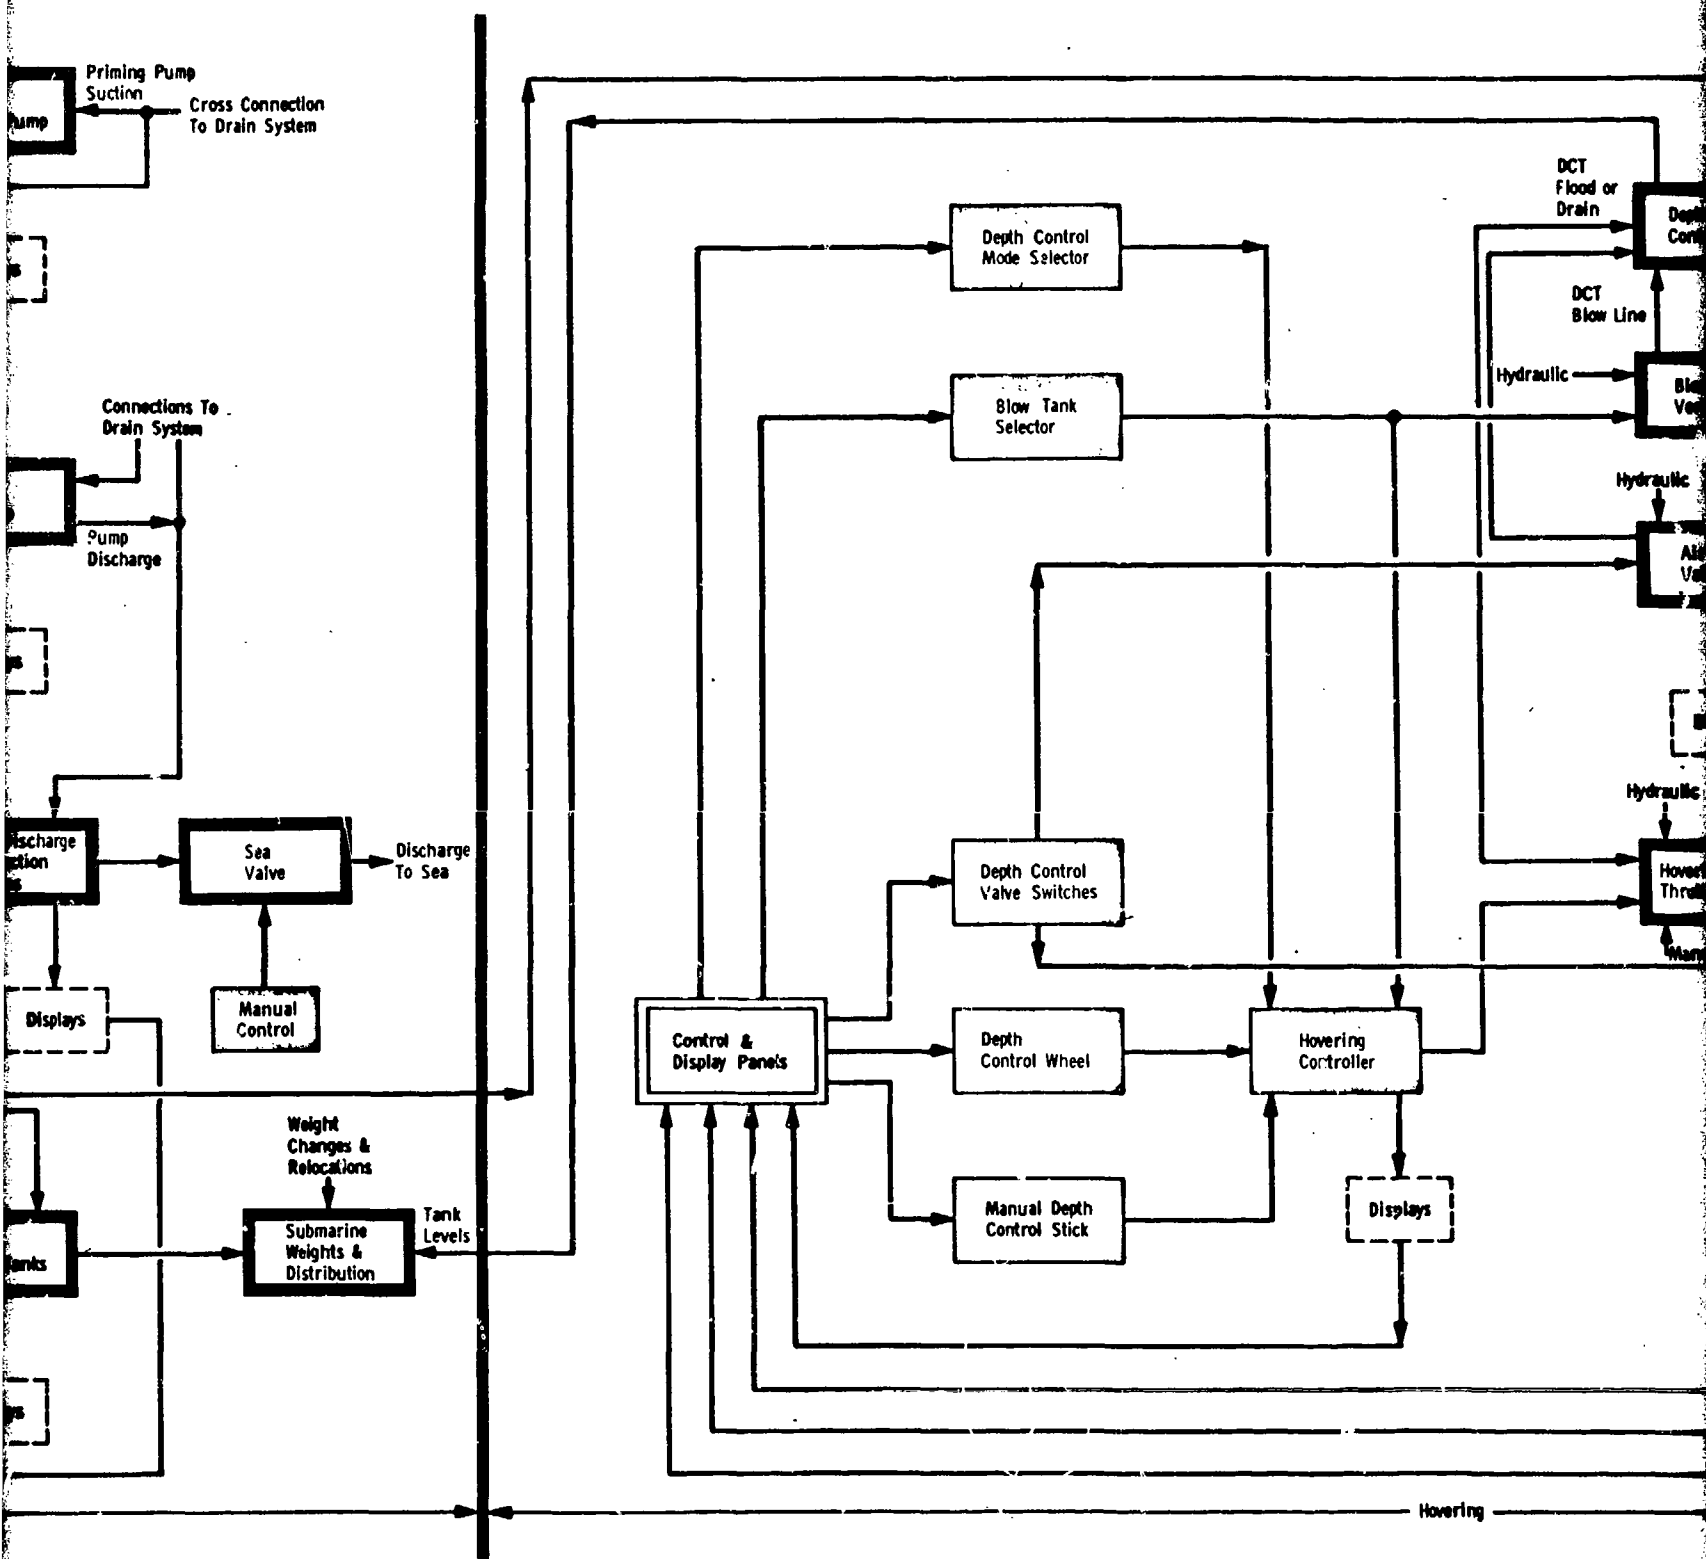 Priming Pump
Suction
Cross Connection
To Drain System
Connections To
Drain System
Pump
Discharge
Sea
Valve
Discharge
To Sea
Displays
Manual
Control
Weight
Changes &
Relocations
Submarine
Weights &
Distribution
Tank
Levels
Depth Control
Mode Selector
Blow Tank
Selector
Depth Control
Valve Switches
Control &
Display Panels
Depth
Control Wheel
Hovering
Controller
Manual Depth
Control Stick
Displays
DCT
Flood or
Drain
DCT
Blow Line
Hydraulic
Hydraulic
Hydraulic
Hovering